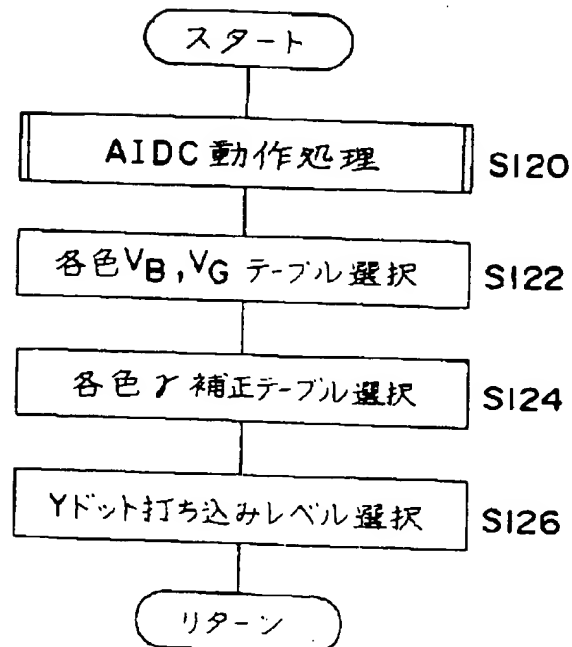 スタート
AIDC動作処理 S120
各色VB,VGテーブル選択 S122
各色γ補正テーブル選択 S124
Yドット打ち込みレベル選択 S126
リターン